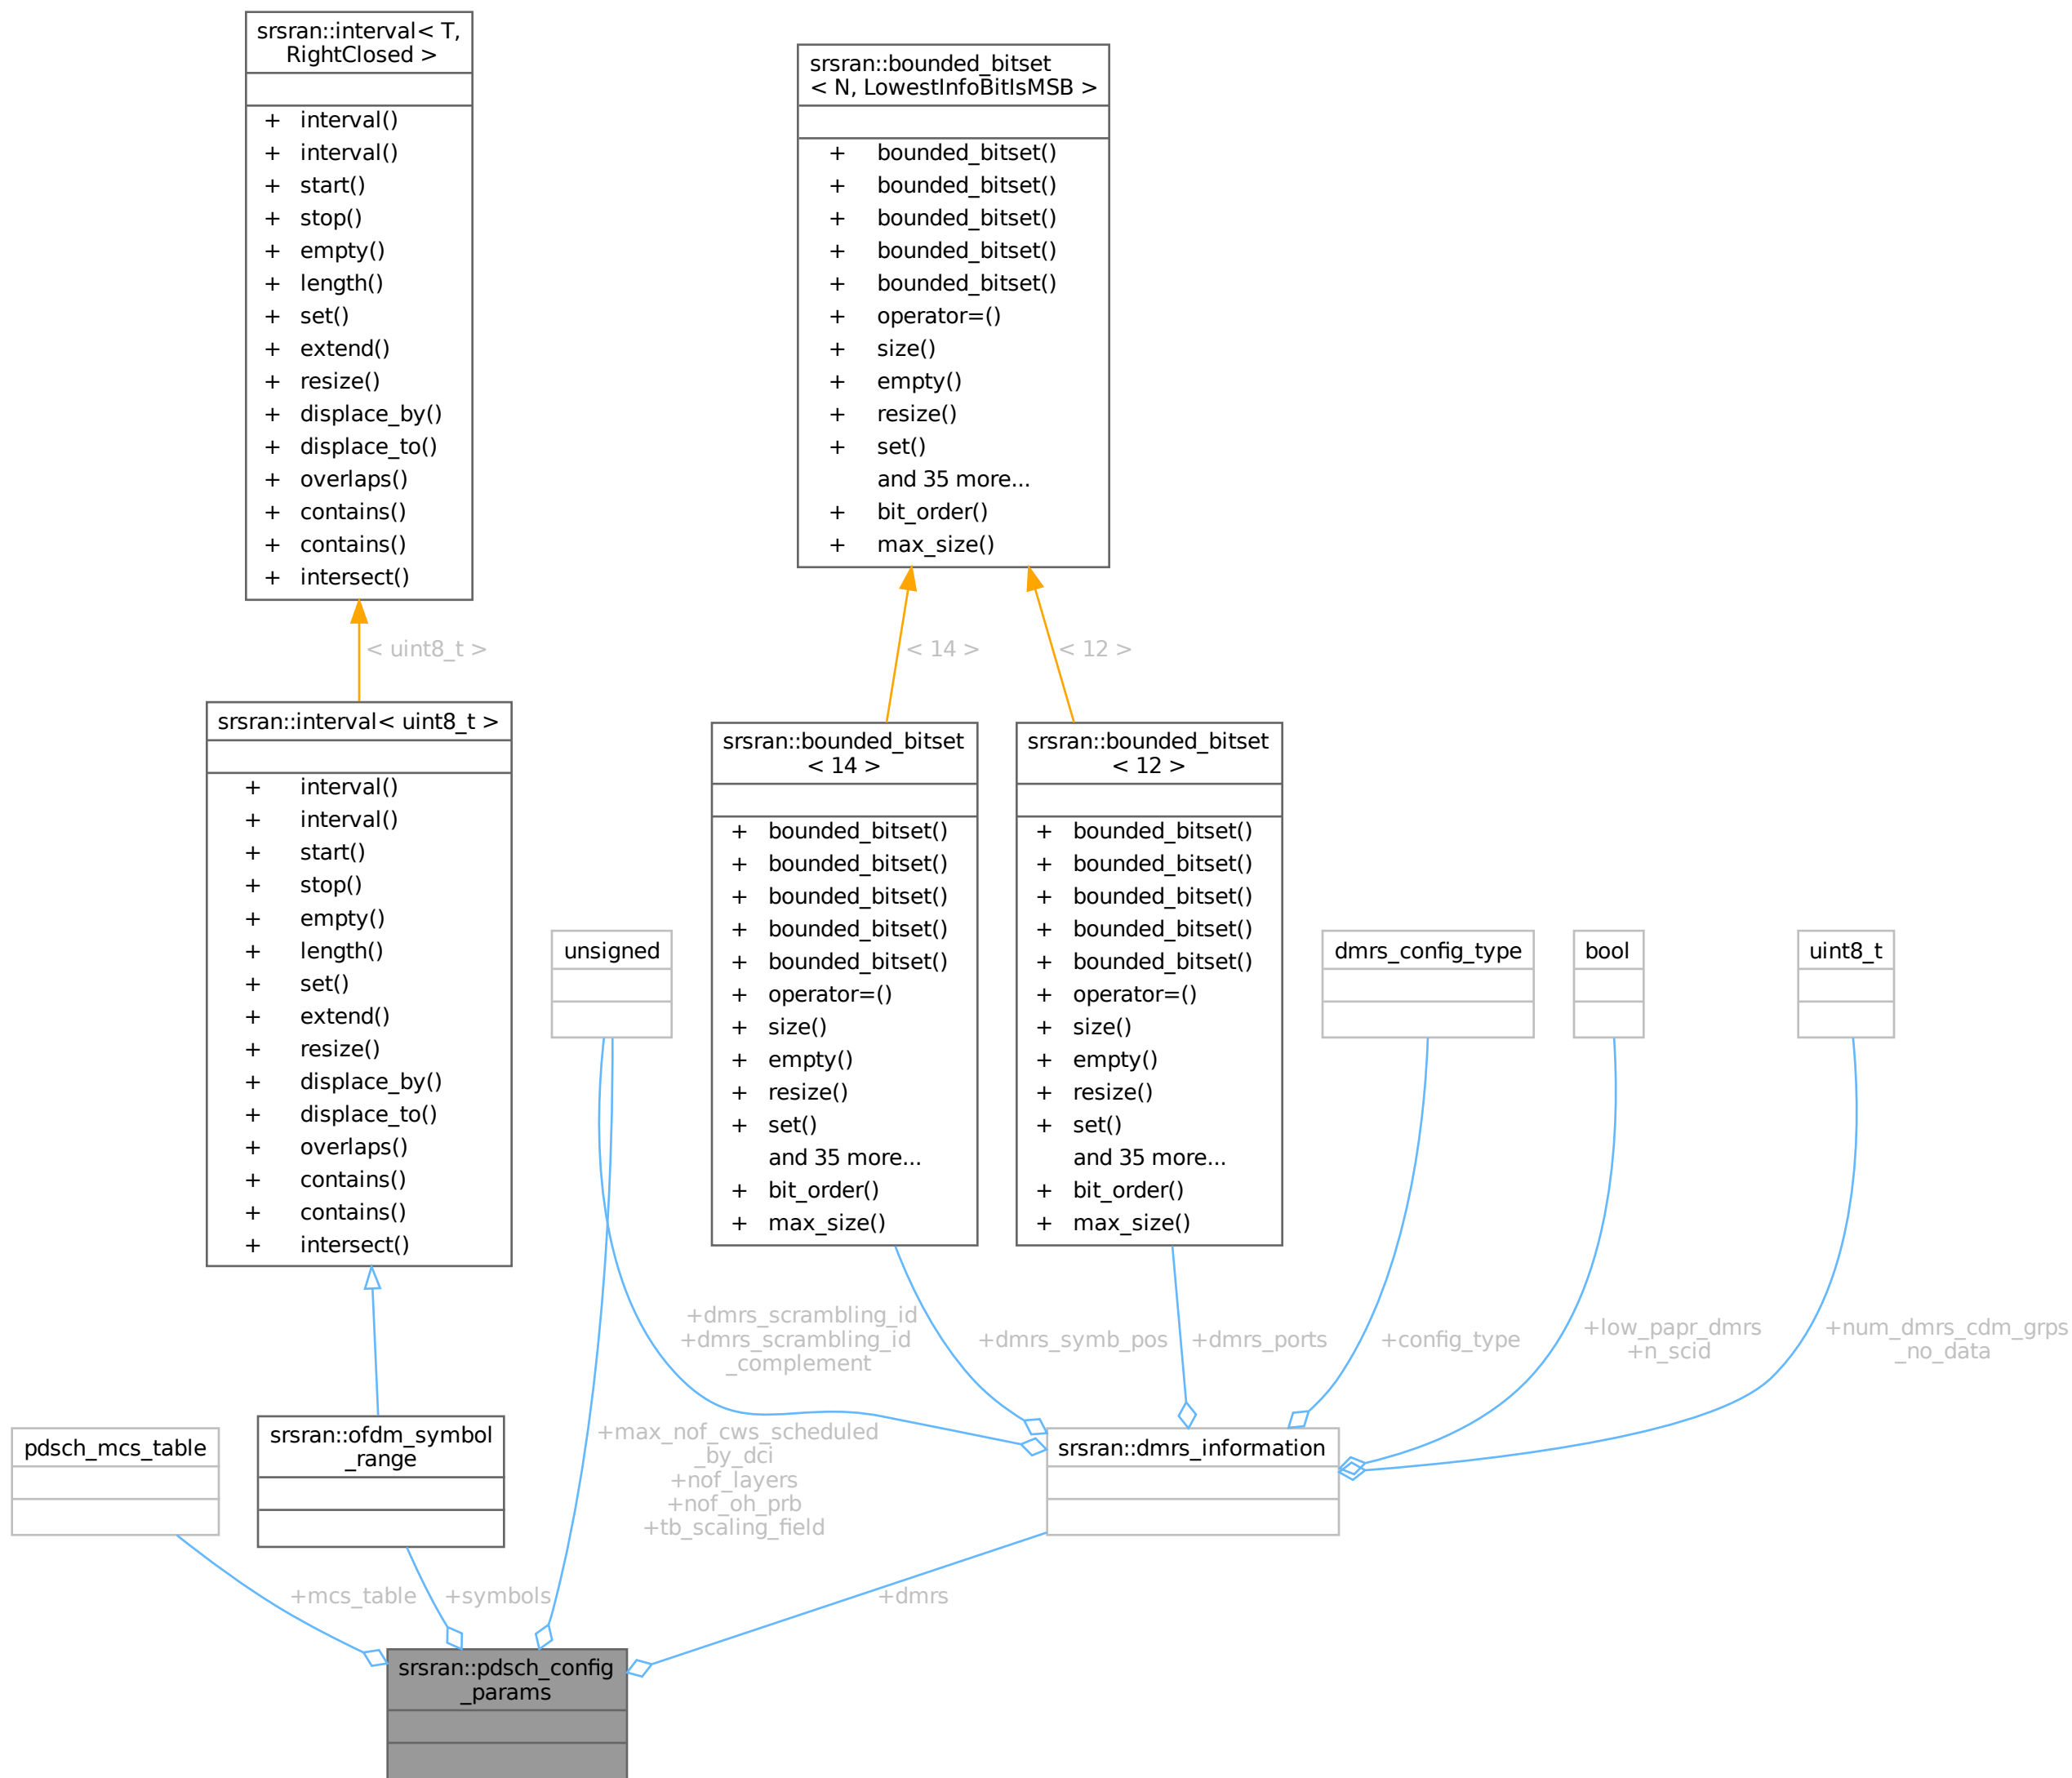 srsran::interval< T,
RightClosed >
+ interval()
+ interval()
+ start()
+ stop()
+ empty()
+ length()
+ set()
+ extend()
+ resize()
+ displace_by()
+ displace_to()
+ overlaps()
+ contains()
+ contains()
+ intersect()
srsran::bounded_bitset
< N, LowestInfoBitIsMSB >
+ bounded_bitset()
+ bounded_bitset()
+ bounded_bitset()
+ bounded_bitset()
+ bounded_bitset()
+ operator=()
+ size()
+ empty()
+ resize()
+ set()
and 35 more...
+ bit_order()
+ max_size()
< uint8_t >
< 14 >
< 12 >
srsran::interval< uint8_t >
+ interval()
+ interval()
+ start()
+ stop()
+ empty()
+ length()
+ set()
+ extend()
+ resize()
+ displace_by()
+ displace_to()
+ overlaps()
+ contains()
+ contains()
+ intersect()
unsigned
srsran::bounded_bitset
< 14 >
+ bounded_bitset()
+ bounded_bitset()
+ bounded_bitset()
+ bounded_bitset()
+ bounded_bitset()
+ operator=()
+ size()
+ empty()
+ resize()
+ set()
and 35 more...
+ bit_order()
+ max_size()
srsran::bounded_bitset
< 12 >
+ bounded_bitset()
+ bounded_bitset()
+ bounded_bitset()
+ bounded_bitset()
+ bounded_bitset()
+ operator=()
+ size()
+ empty()
+ resize()
+ set()
and 35 more...
+ bit_order()
+ max_size()
dmrs_config_type
bool
uint8_t
+dmrs_scrambling_id
+dmrs_scrambling_id
_complement
+dmrs_symb_pos
+dmrs_ports
+config_type
+low_papr_dmrs
+n_scid
+num_dmrs_cdm_grps
_no_data
pdsch_mcs_table
srsran::ofdm_symbol
_range
+max_nof_cws_scheduled
_by_dci
+nof_layers
+nof_oh_prb
+tb_scaling_field
srsran::dmrs_information
+mcs_table
+symbols
+dmrs
srsran::pdsch_config
_params